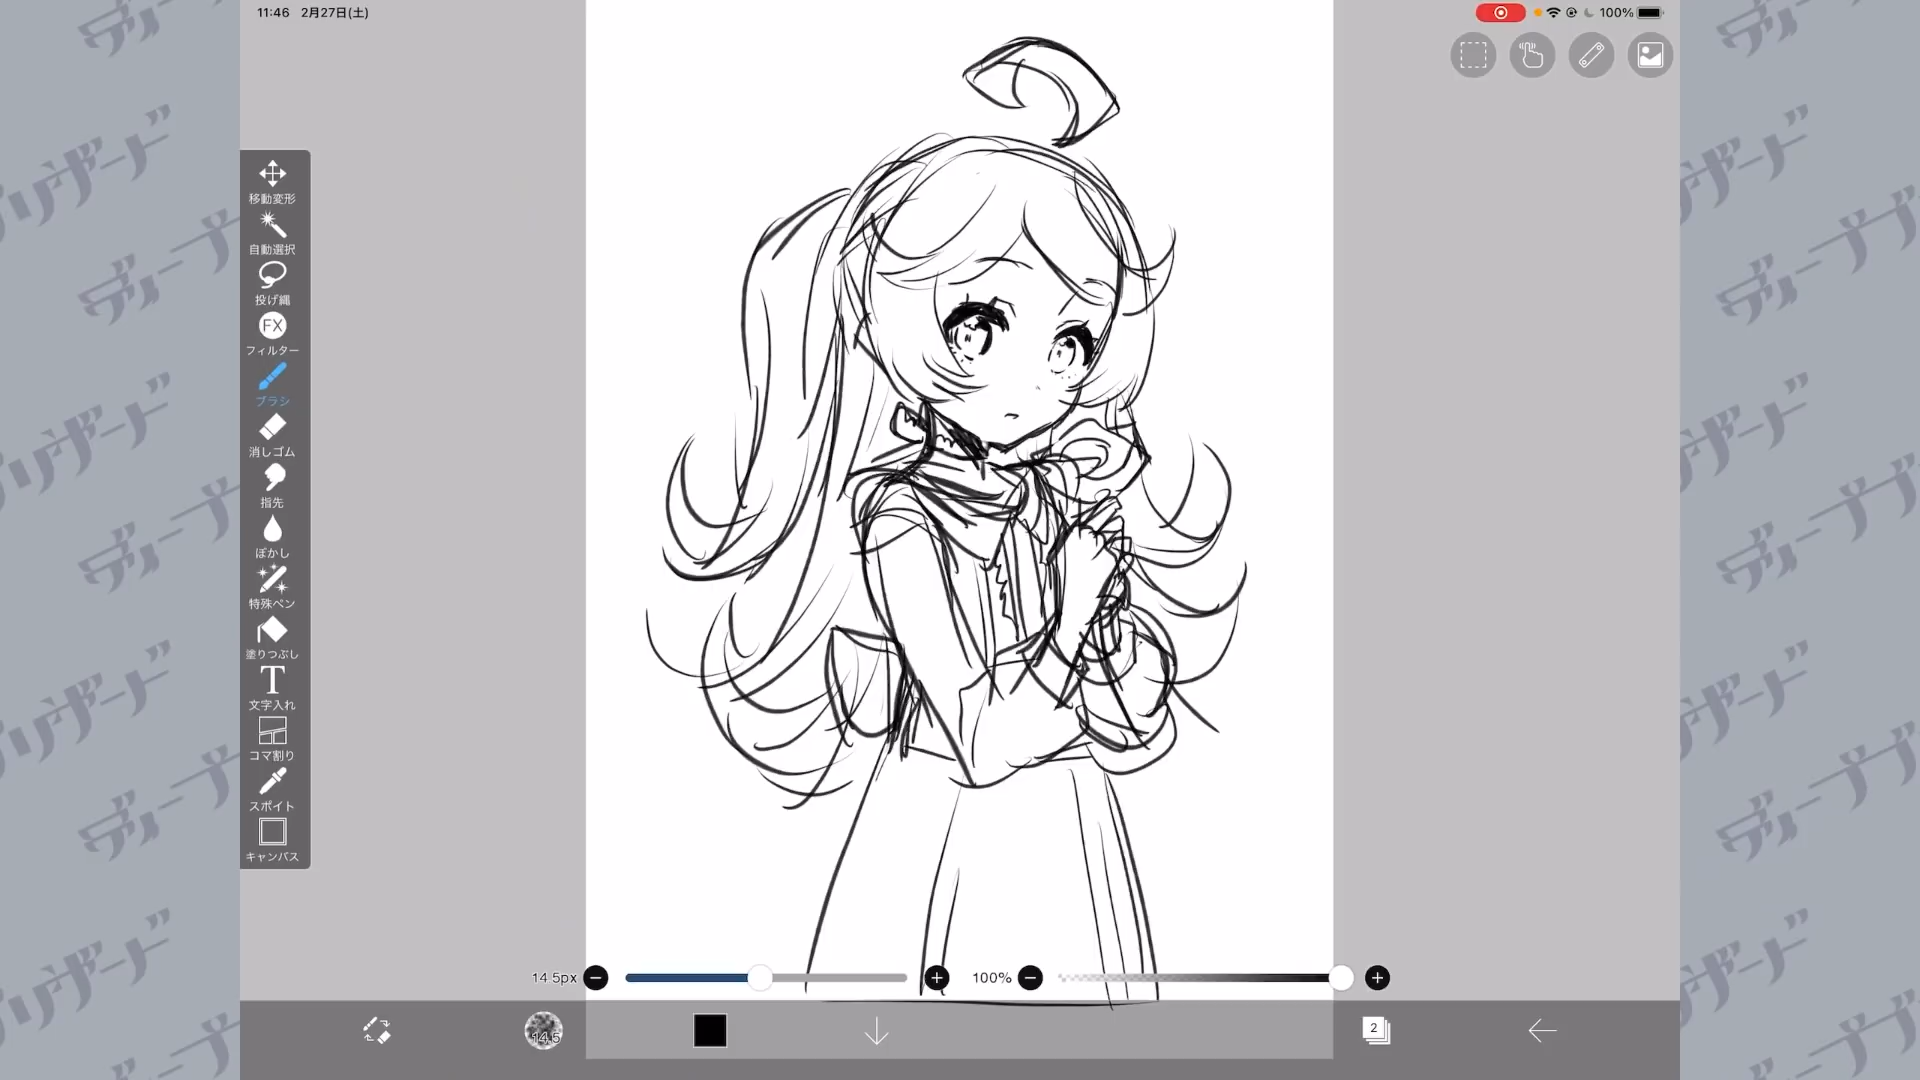 11:46 2月27日(土)
100%
移動変形
自動選択
投げ縄
FX
フィルター
ブラシ
消しゴム
指先
ぼかし
特殊ペン
塗りつぶし
T
文字入れ
コマ割り
スポイト
キャンバス
14.5px
100%
14.5
2